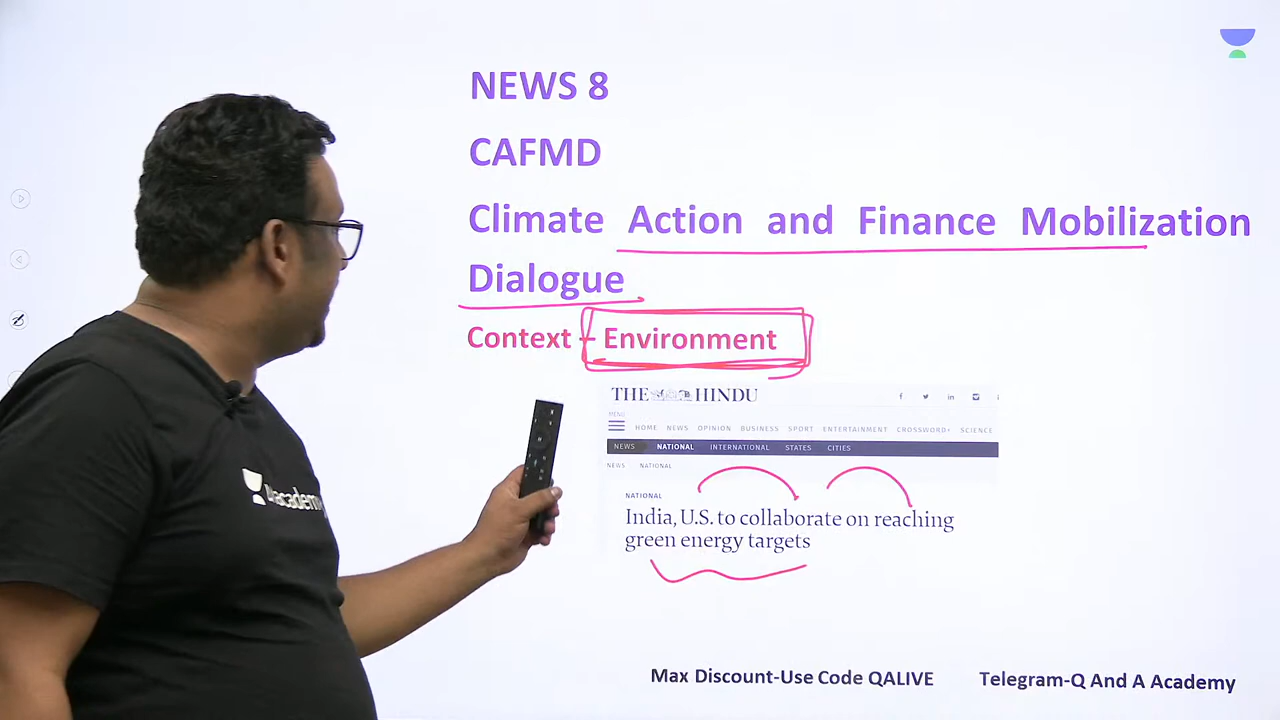 NEWS 8
CAFMD
Climate Action and Finance Mobilization
Dialogue
Context – Environment
THE HINDU
MENU
HOME NEWS OPINION BUSINESS SPORT ENTERTAINMENT CROSSWORD+ SCIENCE
NEWS NATIONAL INTERNATIONAL STATES CITIES
NEWS NATIONAL
NATIONAL
India, U.S. to collaborate on reaching
green energy targets
academy
Max Discount-Use Code QALIVE Telegram-Q And A Academy